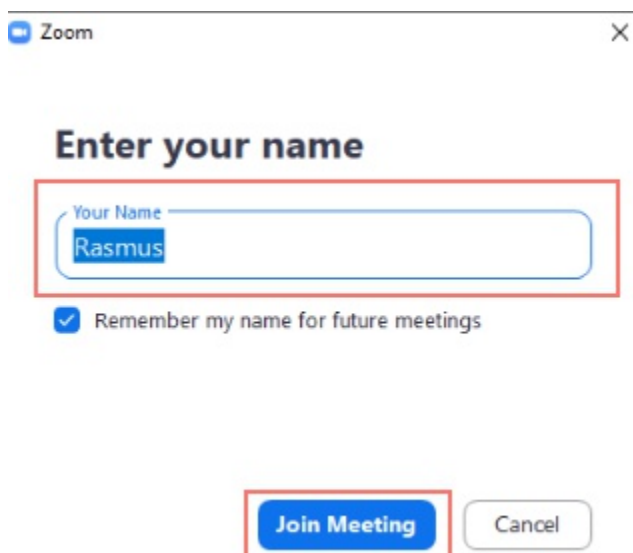 Zoom
Enter your name
Your Name
Rasmus
Remember my name for future meetings
Join Meeting Cancel